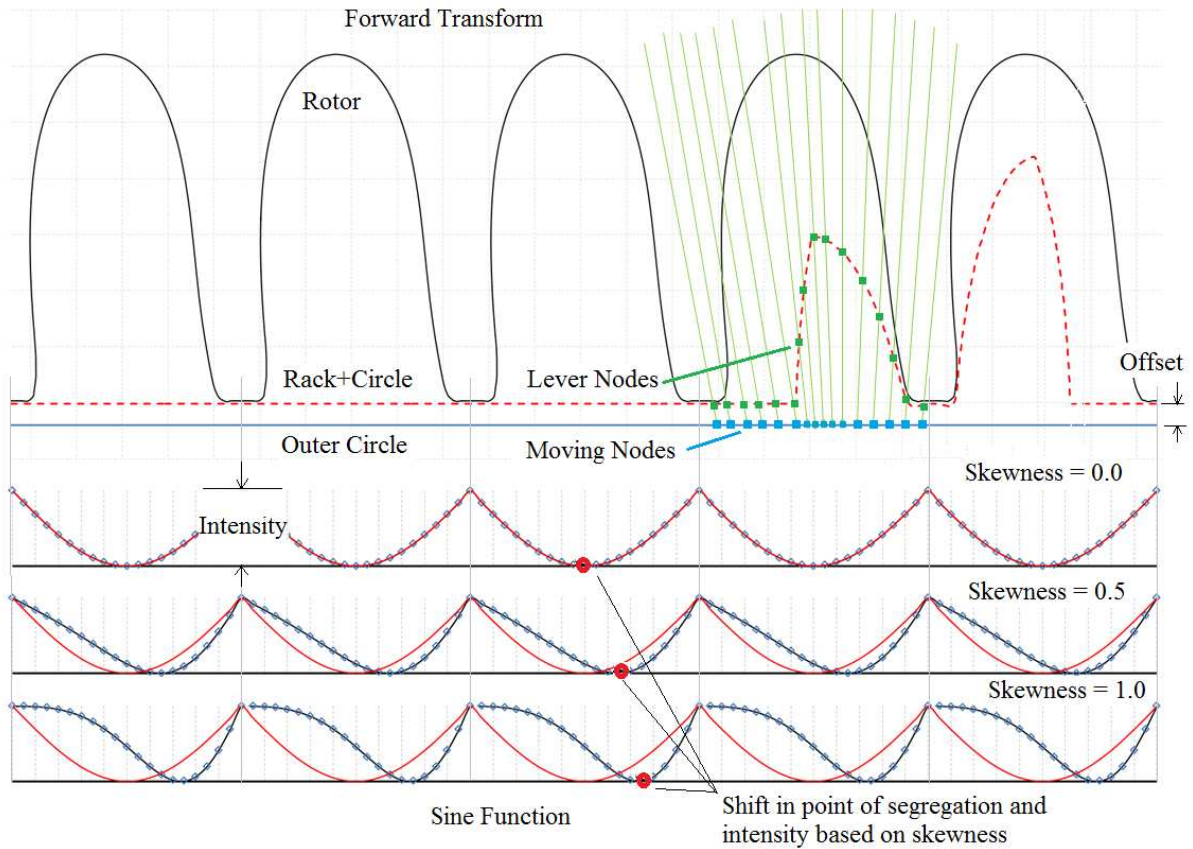 Forward Transform
Rotor
Rack+Circle
Lever Nodes
Offset
Outer Circle
Moving Nodes
Skewness = 0.0
Intensity
Skewness = 0.5
Skewness = 1.0
Sine Function
Shift in point of segregation and
intensity based on skewness